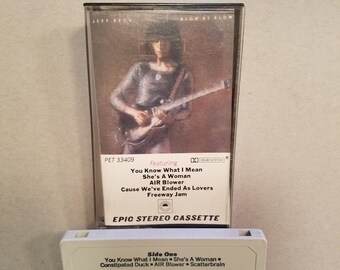 JEFF BECK BLOW BY BLOW
PET 33409
Featuring
You Know What I Mean
She's A Woman
AIR Blower
Cause We've Ended As Lovers
Freeway Jam
EPIC STEREO CASSETTE
Side One
You Know What I Mean • She's A Woman •
Constipated Duck • AIR Blower • Scatterbrain